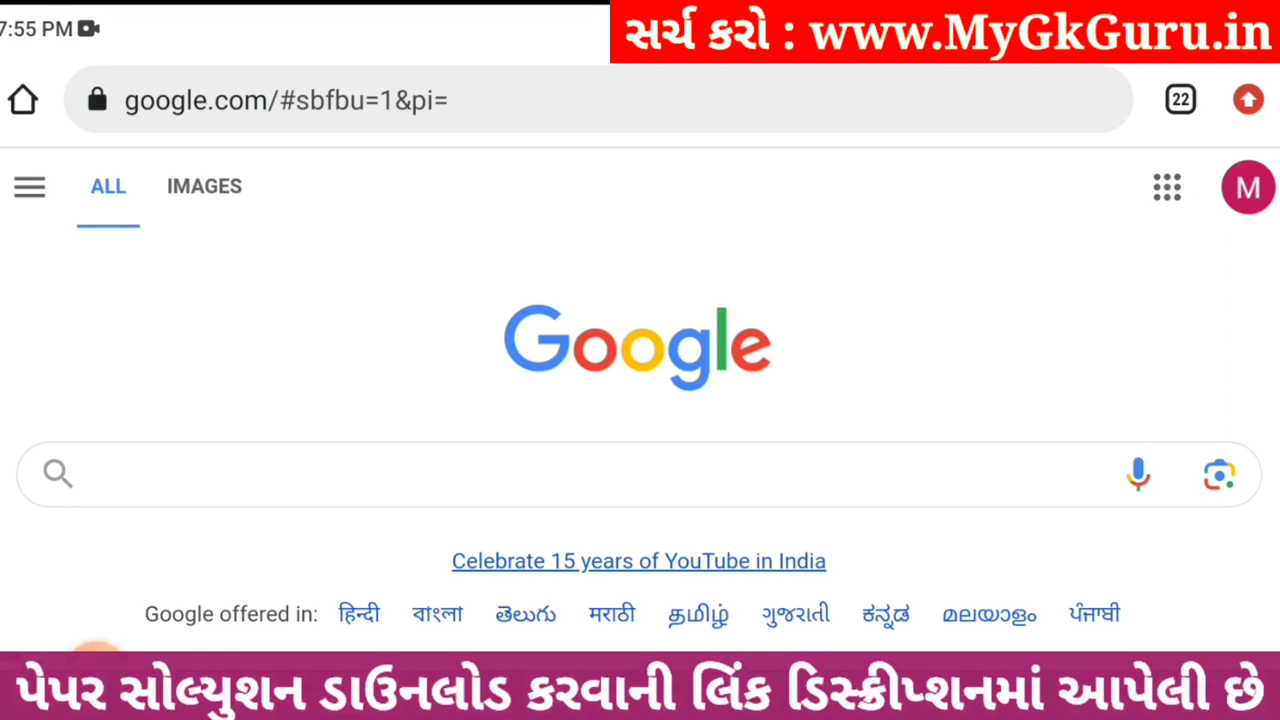 7:55 PM
સર્ચ કરો : www.MyGkGuru.in
google.com/#sbfbu=1&pi=
22
ALL IMAGES
M
Google
Celebrate 15 years of YouTube in India
Google offered in: हिन्दी বাংলা తెలుగు मराठी தமிழ் ગુજરાતી ಕನ್ನಡ മലയാളം ਪੰਜਾਬੀ
પેપર સોલ્યુશન ડાઉનલોડ કરવાની લિંક ડિસ્ક્રીપ્શનમાં આપેલી છે